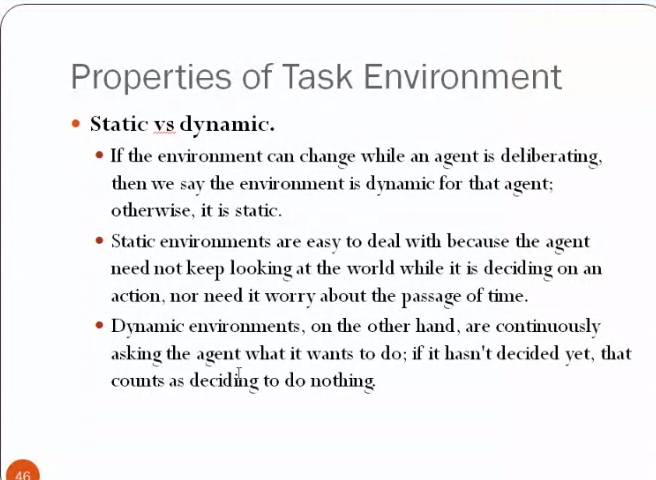 Properties of Task Environment
• Static vs dynamic.
• If the environment can change while an agent is deliberating,
then we say the environment is dynamic for that agent;
otherwise, it is static.
• Static environments are easy to deal with because the agent
need not keep looking at the world while it is deciding on an
action, nor need it worry about the passage of time.
• Dynamic environments, on the other hand, are continuously
asking the agent what it wants to do; if it hasn't decided yet, that
counts as deciding to do nothing.
46